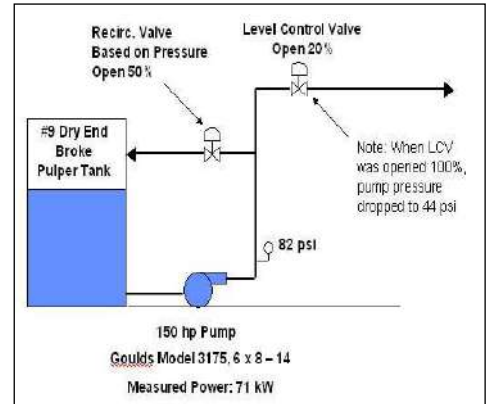 Recirc. Valve
Based on Pressure
Open 50%
Level Control Valve
Open 20%
#9 Dry End
Broke
Pulper Tank
Note: When LCV
was opened 100%,
pump pressure
dropped to 44 psi
82 psi
150 hp Pump
Goulds Model 3175, 6 x 8 – 14
Measured Power: 71 kW